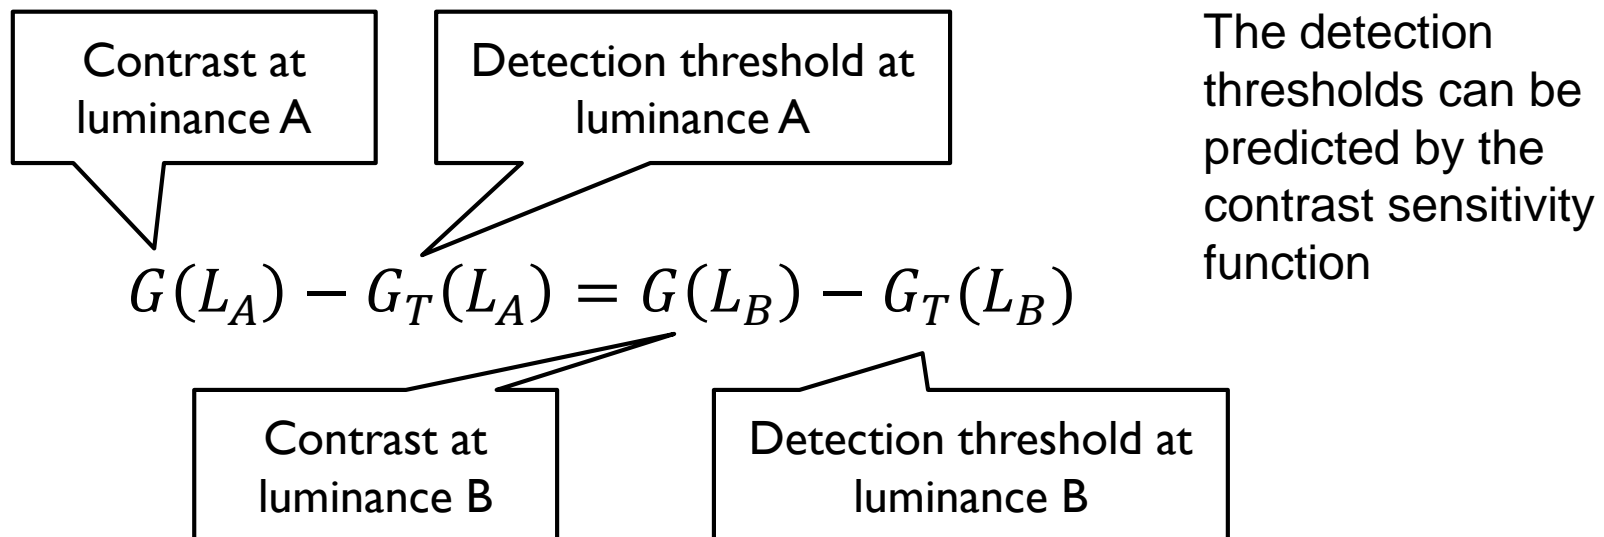 Contrast at
luminance A
Detection threshold at
luminance A
The detection
thresholds can be
predicted by the
contrast sensitivity
function
G(L_A) − G_T(L_A) = G(L_B) − G_T(L_B)
Contrast at
luminance B
Detection threshold at
luminance B